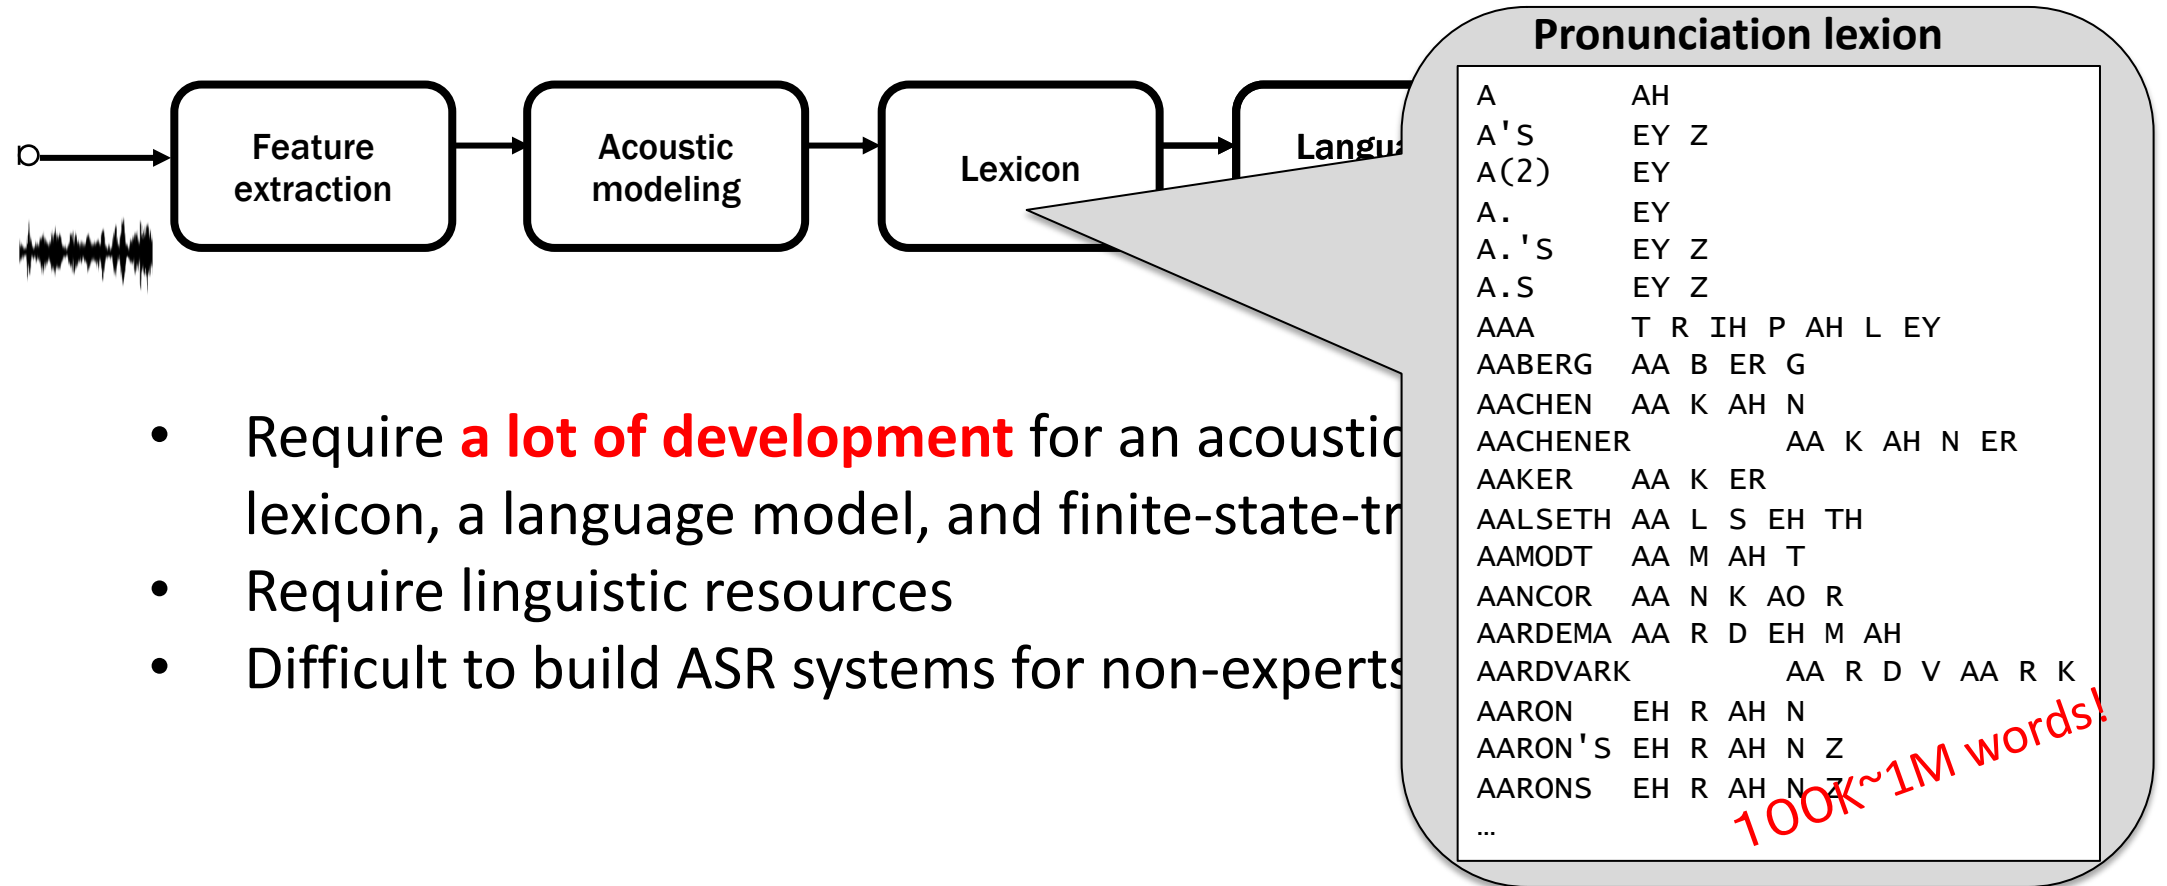 Pronunciation lexion
Feature
extraction
Acoustic
modeling
Lexicon
A AH
A'S EY Z
A(2) EY
A. EY
A.'S EY Z
A.S EY Z
AAA T R IH P AH L EY
AABERG AA B ER G
AACHEN AA K AH N
AACHENER AA K AH N ER
AAKER AA K ER
AALSETH AA L S EH TH
AAMODT AA M AH T
AANCOR AA N K AO R
AARDEMA AA R D EH M AH
AARDVARK AA R D V AA R K
AARON EH R AH N
AARON'S EH R AH N Z
AARONS EH R AH N Z
…
100K~1M words!
• Require a lot of development for an acoustic
lexicon, a language model, and
• Require linguistic resources
• Difficult to build ASR systems for non-experts